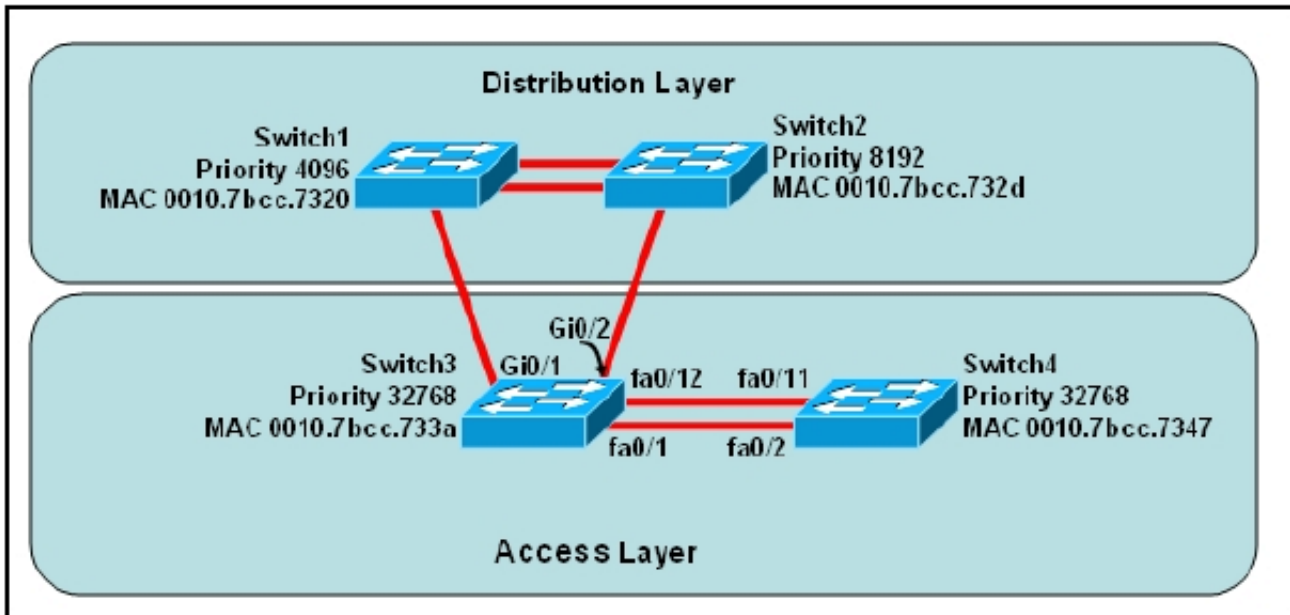 Distribution Layer
Switch1
Priority 4096
MAC 0010.7bcc.7320
Switch2
Priority 8192
MAC 0010.7bcc.732d
Gi0/2
Switch3
Priority 32768
MAC 0010.7bcc.733a
Gi0/1
fa0/12
fa0/11
fa0/1
fa0/2
Switch4
Priority 32768
MAC 0010.7bcc.7347
Access Layer